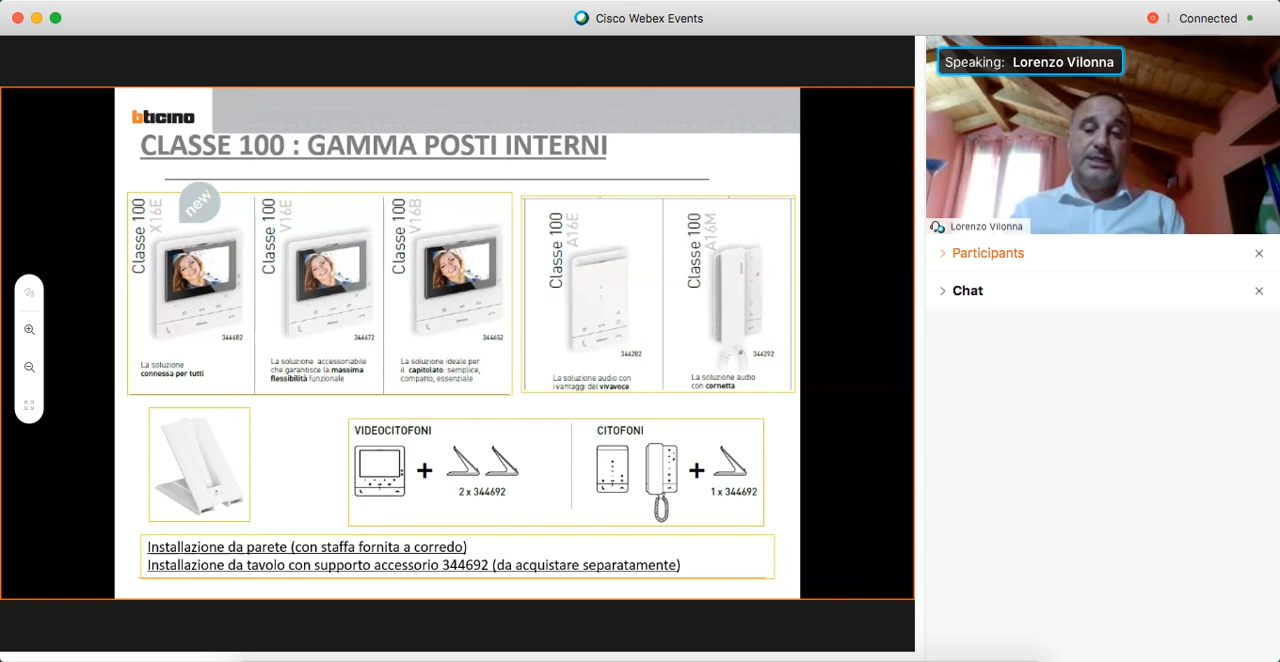 Cisco Webex Events
Connected
Speaking: Lorenzo Vilonna
Lorenzo Vilonna
Participants
Chat
bticino
CLASSE 100 : GAMMA POSTI INTERNI
new
Classe 100
X16E
344682
La soluzione
connessa per tutti
Classe 100
V16E
344672
La soluzione accessoriabile
che garantisce la massima
flessibilità funzionale
Classe 100
V16B
344652
La soluzione ideale per
il capitolato: semplice,
compatto, essenziale
Classe 100
A16E
344282
La soluzione audio con
i vantaggi del vivavoce
Classe 100
A16M
344292
La soluzione audio
con cornetta
VIDEOCITOFONI
+
2 x 344692
CITOFONI
+
1 x 344692
Installazione da parete (con staffa fornita a corredo)
Installazione da tavolo con supporto accessorio 344692 (da acquistare separatamente)